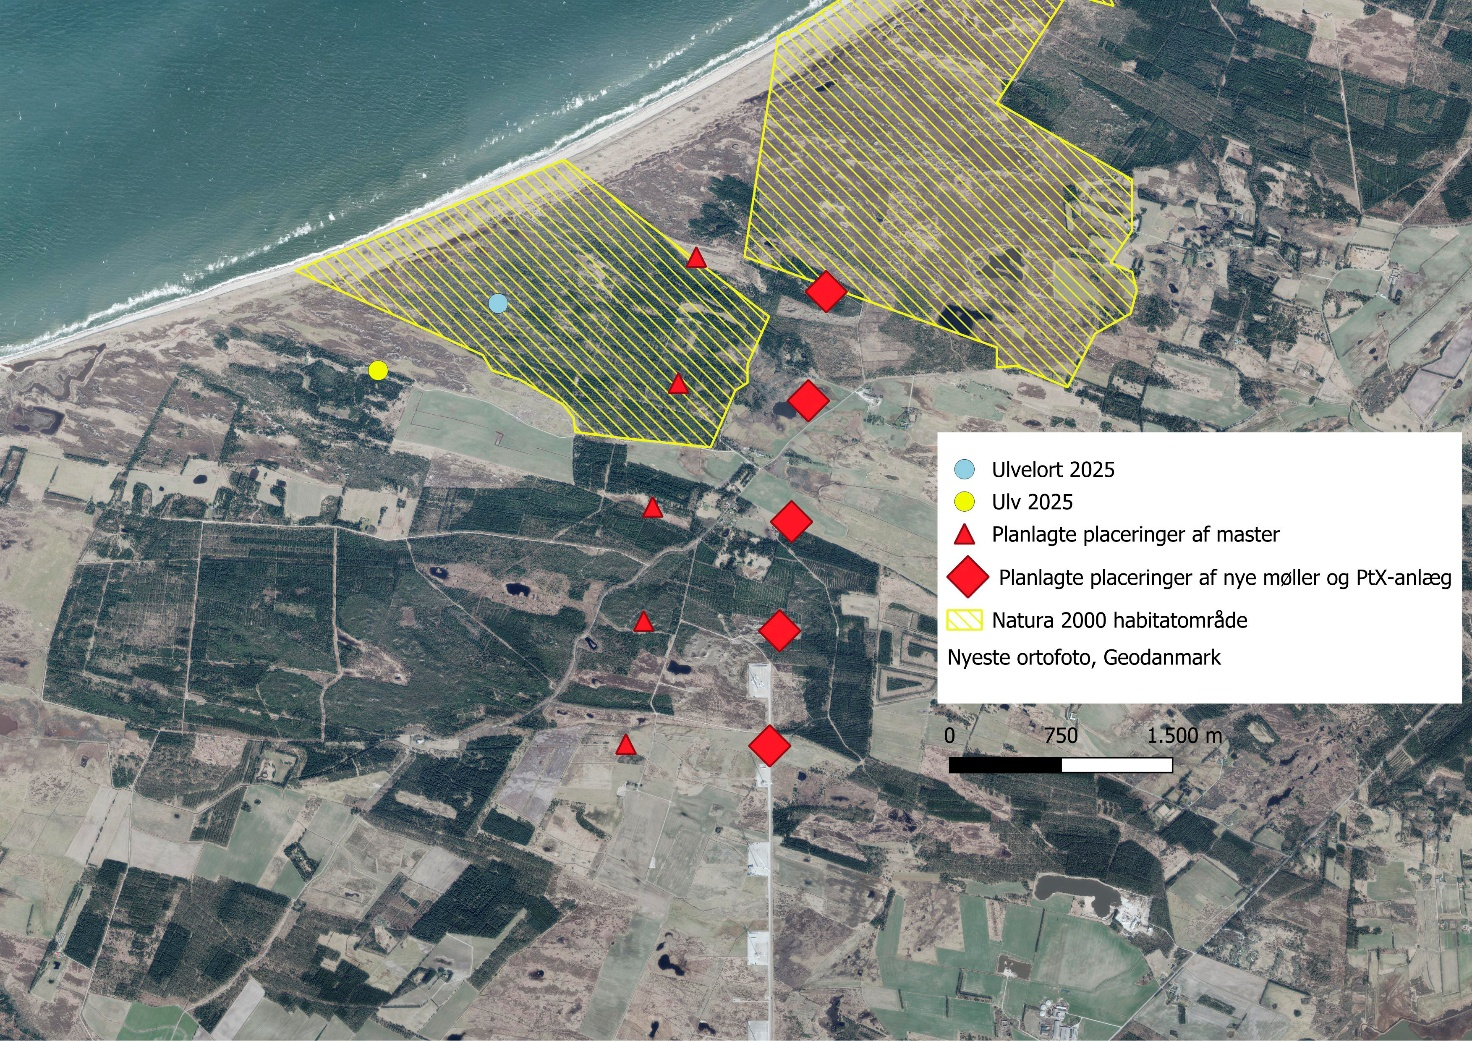 Ulvelort 2025
Ulv 2025
Planlagte placeringer af master
Planlagte placeringer af nye møller og PtX-anlæg
Natura 2000 habitatområde
Nyeste ortofoto, Geodanmark
0 750 1.500 m